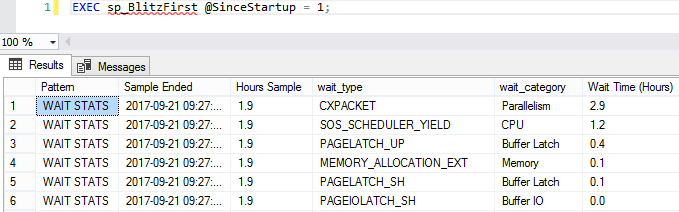 1 EXEC sp_BlitzFirst @SinceStartup = 1;
100 %
Results Messages
Pattern Sample Ended Hours Sample wait_type wait_category Wait Time (Hours)
1 WAIT STATS 2017-09-21 09:27:... 1.9 CXPACKET Parallelism 2.9
2 WAIT STATS 2017-09-21 09:27:... 1.9 SOS_SCHEDULER_YIELD CPU 1.2
3 WAIT STATS 2017-09-21 09:27:... 1.9 PAGELATCH_UP Buffer Latch 0.4
4 WAIT STATS 2017-09-21 09:27:... 1.9 MEMORY_ALLOCATION_EXT Memory 0.1
5 WAIT STATS 2017-09-21 09:27:... 1.9 PAGELATCH_SH Buffer Latch 0.1
6 WAIT STATS 2017-09-21 09:27:... 1.9 PAGEIOLATCH_SH Buffer IO 0.0